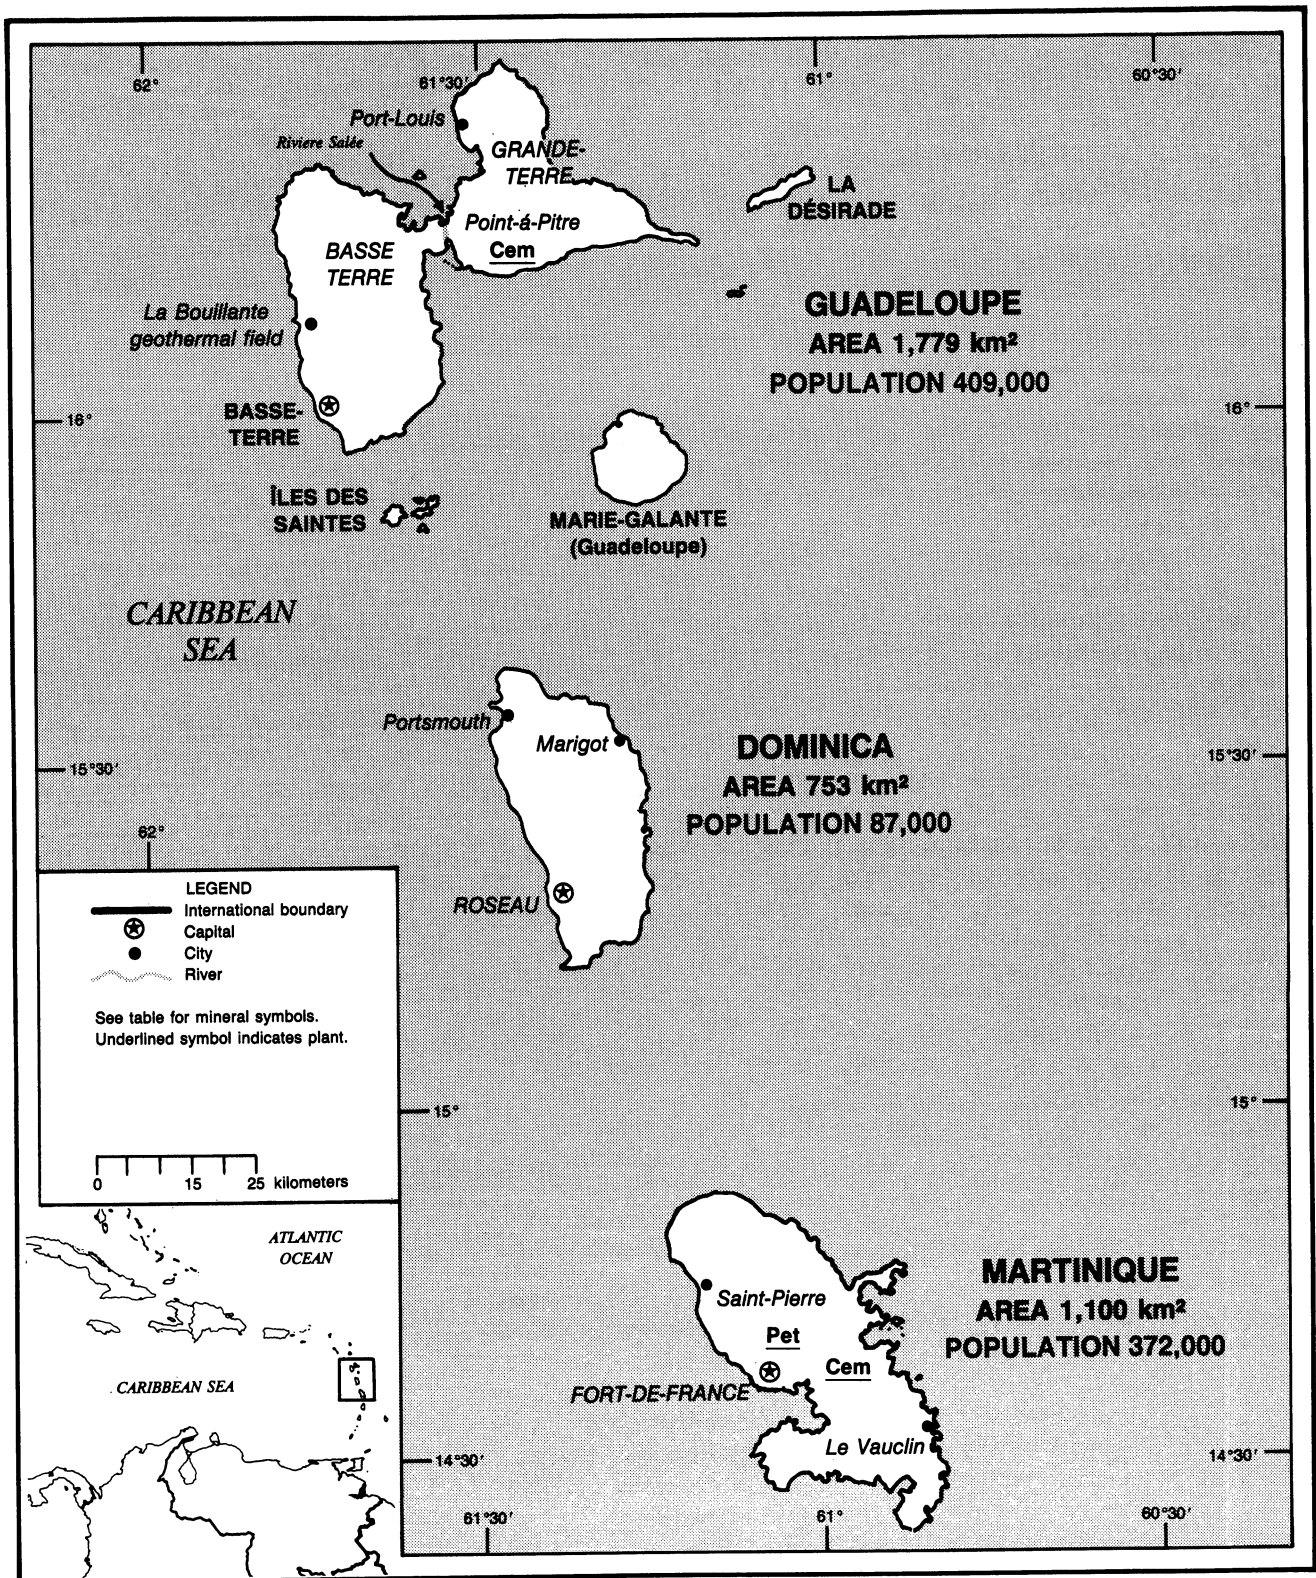 62°
61°30′
61°
60°30′
Port-Louis
Riviere Salée
GRANDE-
TERRE
LA
DÉSIRADE
Point-á-Pitre
Cem
BASSE
TERRE
La Bouillante
geothermal field
GUADELOUPE
AREA 1,779 km²
POPULATION 409,000
BASSE-
TERRE
16°
16°
ÎLES DES
SAINTES
MARIE-GALANTE
(Guadeloupe)
CARIBBEAN
SEA
Portsmouth
Marigot
DOMINICA
AREA 753 km²
POPULATION 87,000
15°30′
15°30′
62°
ROSEAU
LEGEND
International boundary
Capital
City
River
See table for mineral symbols.
Underlined symbol indicates plant.
0 15 25 kilometers
15°
15°
ATLANTIC
OCEAN
CARIBBEAN SEA
Saint-Pierre
Pet
Cem
FORT-DE-FRANCE
Le Vauclin
MARTINIQUE
AREA 1,100 km²
POPULATION 372,000
14°30′
14°30′
61°30′
61°
60°30′